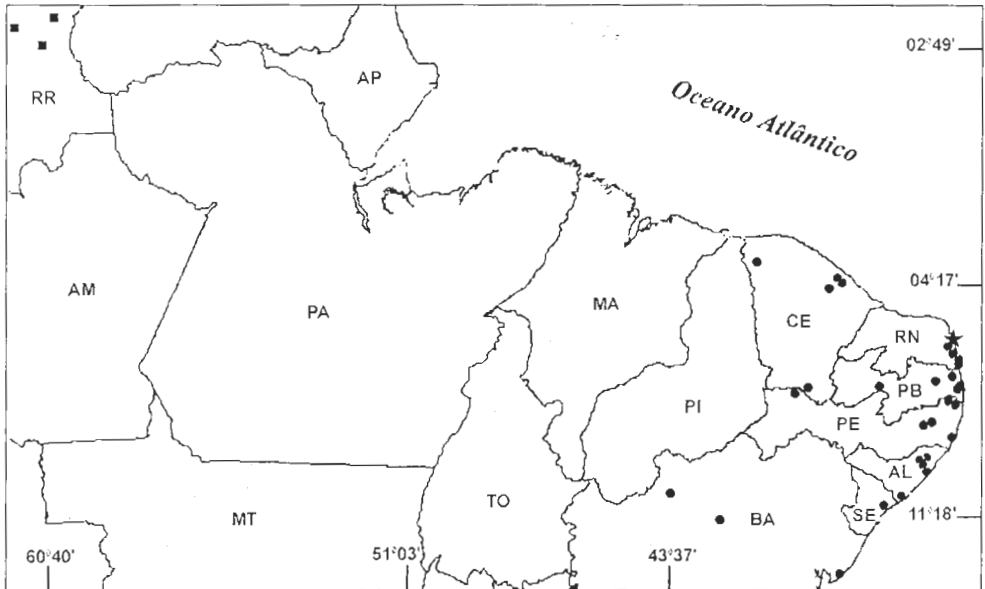 02°49'
AP
RR
Oceano Atlântico
AM
04°17'
PA
MA
CE
RN
PB
PI
PE
AL
TO
MT
BA
SE
11°18'
60°40'
51°03'
43°37'